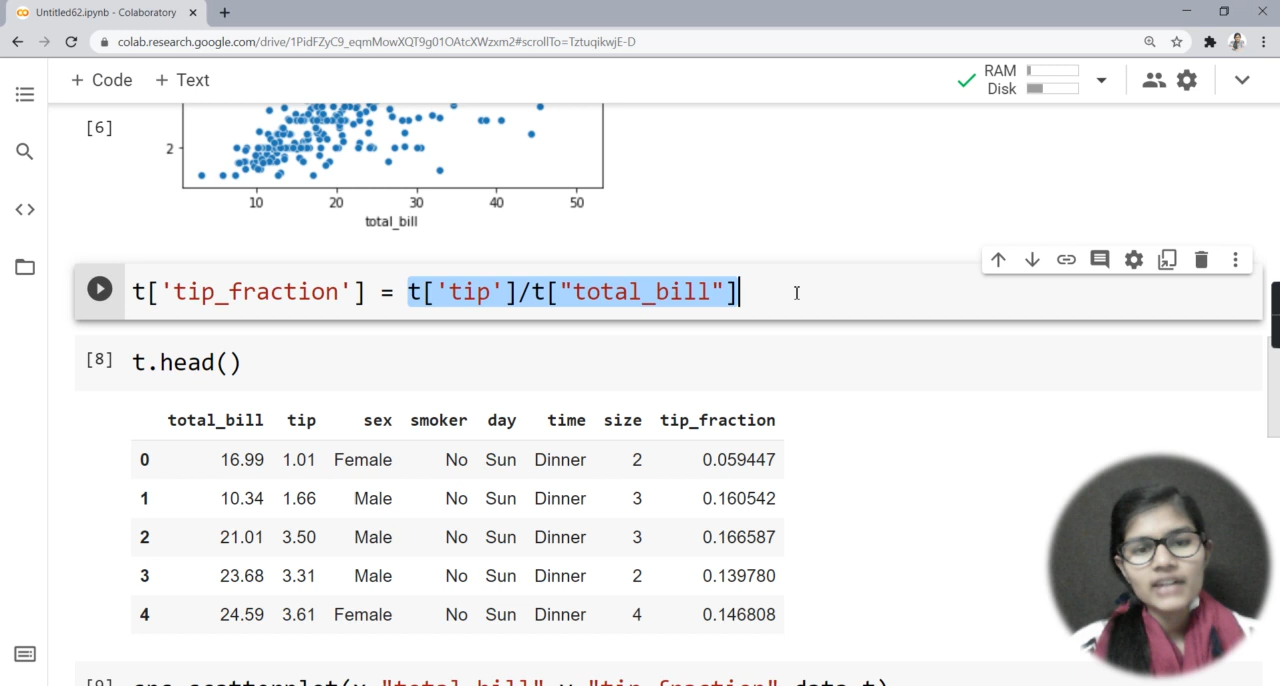 Untitled62.ipynb - Colaboratory
colab.research.google.com/drive/1PidFZyC9_eqmMowXQT9g01OAtcXWzxm2#scrollTo=TztuqikwjE-D
+ Code + Text
RAM
Disk
[6]
2
10 20 30 40 50
total_bill
t['tip_fraction'] = t['tip']/t["total_bill"]
[8] t.head()
total_bill tip sex smoker day time size tip_fraction
0 16.99 1.01 Female No Sun Dinner 2 0.059447
1 10.34 1.66 Male No Sun Dinner 3 0.160542
2 21.01 3.50 Male No Sun Dinner 3 0.166587
3 23.68 3.31 Male No Sun Dinner 2 0.139780
4 24.59 3.61 Female No Sun Dinner 4 0.146808